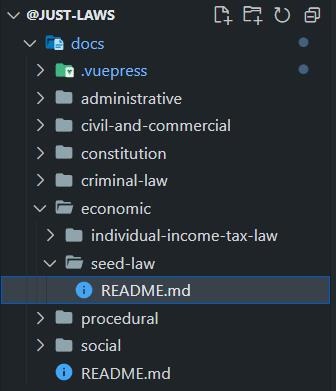 @JUST-LAWS
docs
.vuepress
administrative
civil-and-commercial
constitution
criminal-law
economic
individual-income-tax-law
seed-law
README.md
procedural
social
README.md